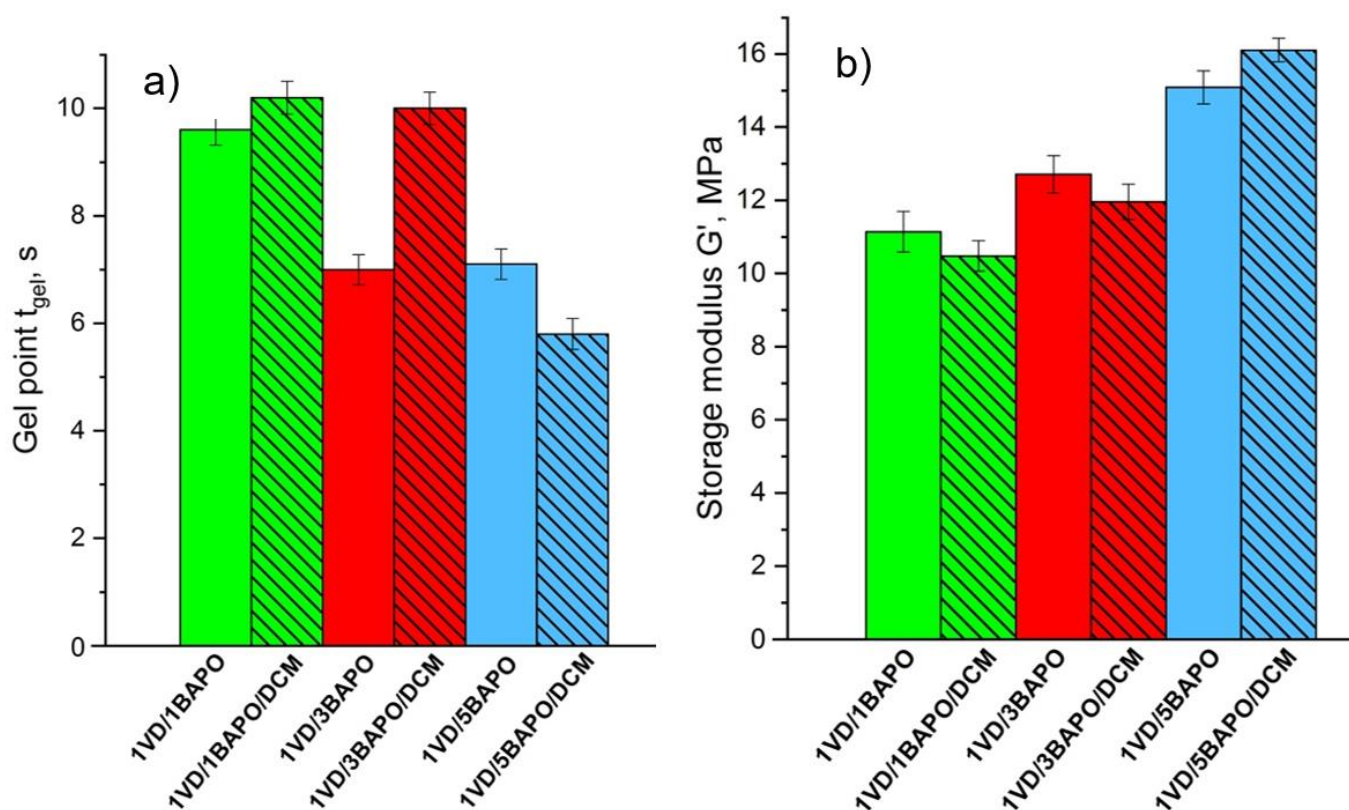 a)
Gel point t_gel, s
10
8
6
4
2
0
1VD/1BAPO
1VD/1BAPO/DCM
1VD/3BAPO
1VD/3BAPO/DCM
1VD/5BAPO
1VD/5BAPO/DCM
b)
Storage modulus G', MPa
16
14
12
10
8
6
4
2
0
1VD/1BAPO
1VD/1BAPO/DCM
1VD/3BAPO
1VD/3BAPO/DCM
1VD/5BAPO
1VD/5BAPO/DCM